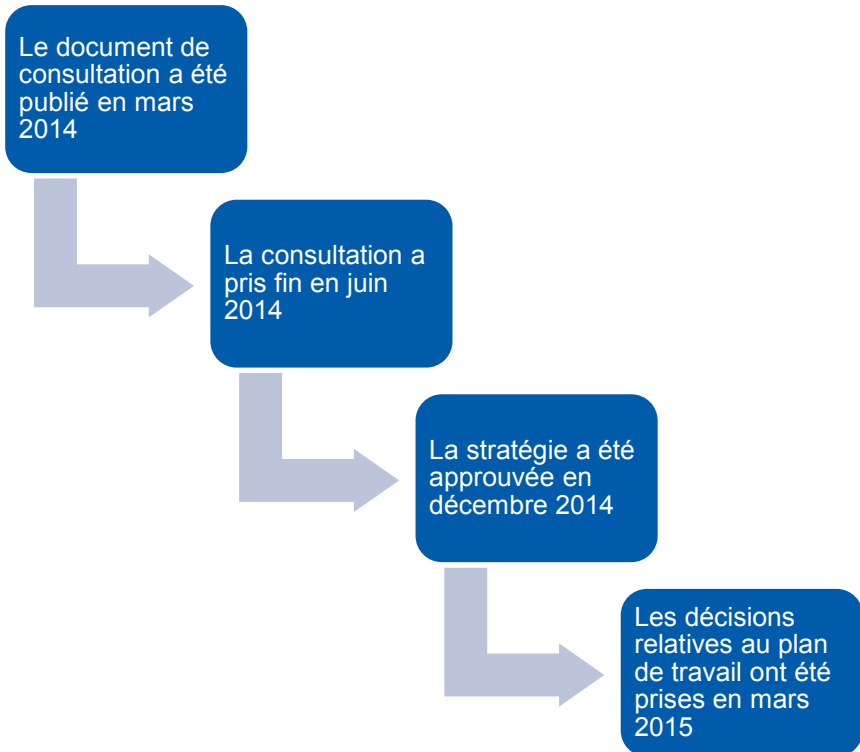 Le document de
consultation a été
publié en mars
2014
La consultation a
pris fin en juin
2014
La stratégie a été
approuvée en
décembre 2014
Les décisions
relatives au plan
de travail ont été
prises en mars
2015